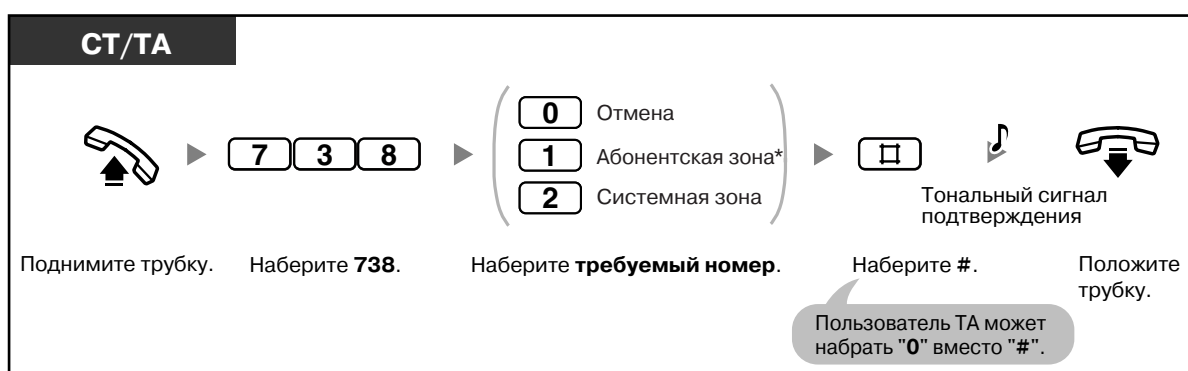 СТ/ТА
7 3 8
0 Отмена
1 Абонентская зона*
2 Системная зона
#
Тональный сигнал
подтверждения
Поднимите трубку.
Наберите 738.
Наберите требуемый номер.
Наберите #.
Положите
трубку.
Пользователь ТА может
набрать "0" вместо "#".